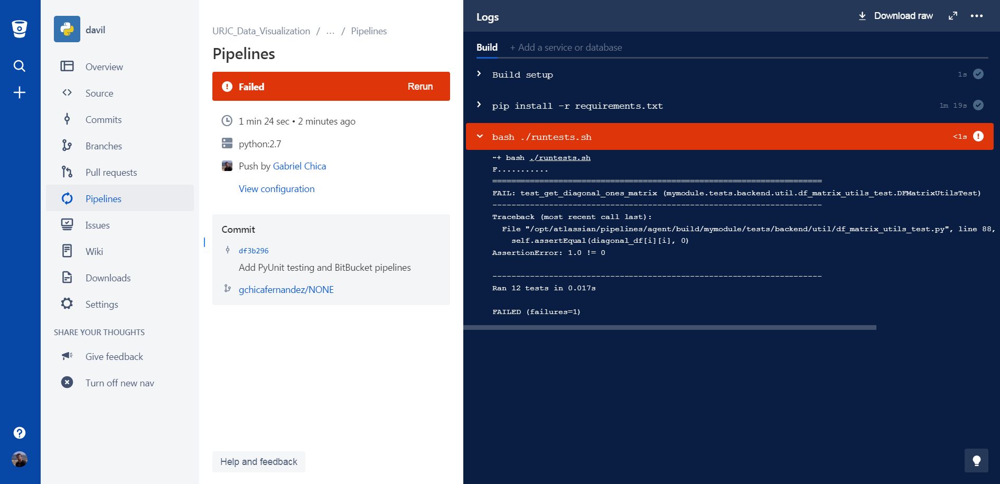 davil
Overview
Source
Commits
Branches
Pull requests
Pipelines
Issues
Wiki
Downloads
Settings
SHARE YOUR THOUGHTS
Give feedback
Turn off new nav
URJC_Data_Visualization / ... / Pipelines
Pipelines
Failed Rerun
1 min 24 sec • 2 minutes ago
python:2.7
Push by Gabriel Chica
View configuration
Commit
df3b296
Add PyUnit testing and BitBucket pipelines
gchicafernandez/NONE
Help and feedback
Logs Download raw
Build + Add a service or database
Build setup 1s
pip install -r requirements.txt 1m 19s
bash ./runtests.sh <1s
+ bash ./runtests.sh
F...........
======================================================================
FAIL: test_get_diagonal_ones_matrix (mymodule.tests.backend.util.df_matrix_utils_test.DFMatrixUtilsTest)
----------------------------------------------------------------------
Traceback (most recent call last):
File "/opt/atlassian/pipelines/agent/build/mymodule/tests/backend/util/df_matrix_utils_test.py", line 88,
self.assertEqual(diagonal_df[i][i], 0)
AssertionError: 1.0 != 0
----------------------------------------------------------------------
Ran 12 tests in 0.017s
FAILED (failures=1)